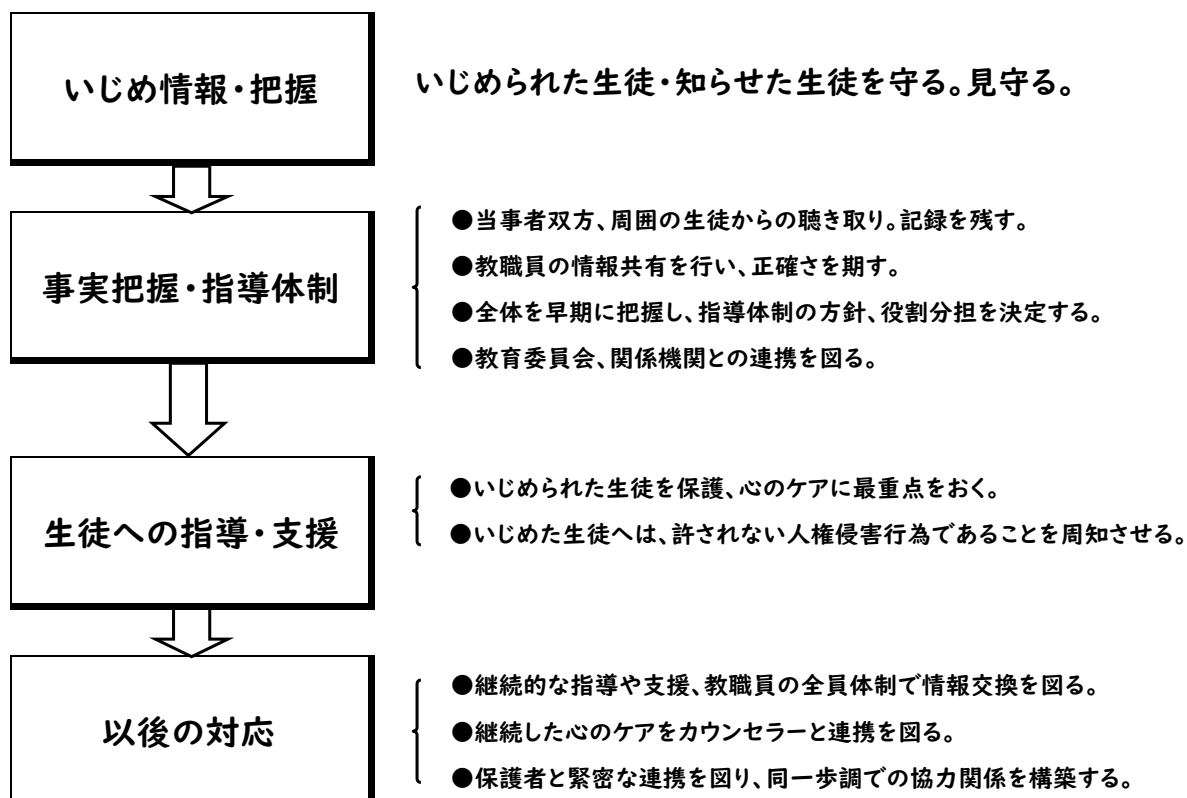 いじめ情報・把握
いじめられた生徒・知らせた生徒を守る。見守る。
事実把握・指導体制
●当事者双方、周囲の生徒からの聴き取り。記録を残す。
●教職員の情報共有を行い、正確さを期す。
●全体を早期に把握し、指導体制の方針、役割分担を決定する。
●教育委員会、関係機関との連携を図る。
生徒への指導・支援
●いじめられた生徒を保護、心のケアに最重点をおく。
●いじめた生徒へは、許されない人権侵害行為であることを周知させる。
以後の対応
●継続的な指導や支援、教職員の全員体制で情報交換を図る。
●継続した心のケアをカウンセラーと連携を図る。
●保護者と緊密な連携を図り、同一歩調での協力関係を構築する。